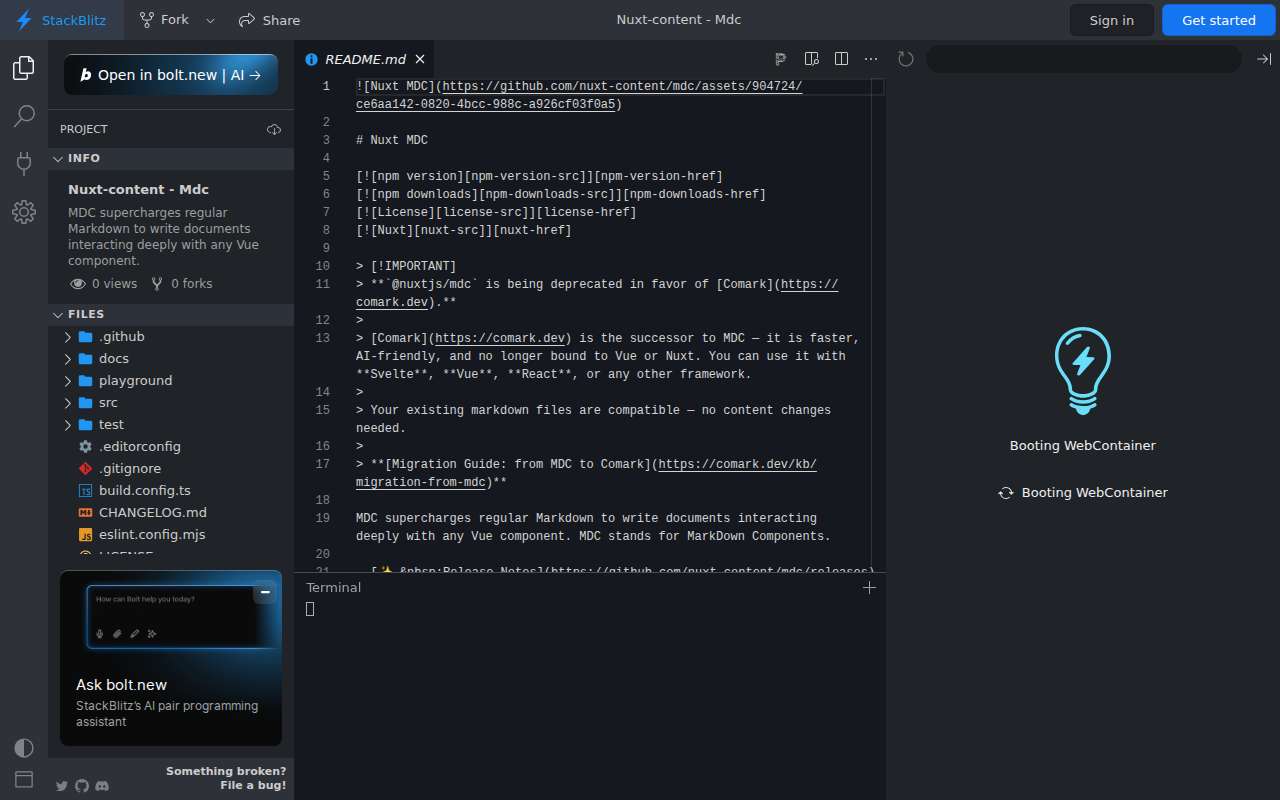 StackBlitz
Fork
Share
Nuxt-content - Mdc
Sign in
Get started
Open in bolt.new | AI
PROJECT
INFO
Nuxt-content - Mdc
MDC supercharges regular
Markdown to write documents
interacting deeply with any Vue
component.
0 views
0 forks
FILES
.github
docs
playground
src
test
.editorconfig
.gitignore
build.config.ts
CHANGELOG.md
eslint.config.mjs
LICENSE
How can Bolt help you today?
Ask bolt.new
StackBlitz's AI pair programming
assistant
Something broken?
File a bug!
README.md
1 ![Nuxt MDC](https://github.com/nuxt-content/mdc/assets/904724/
ce6aa142-0820-4bcc-988c-a926cf03f0a5)
2
3 # Nuxt MDC
4
5 [![npm version][npm-version-src]][npm-version-href]
6 [![npm downloads][npm-downloads-src]][npm-downloads-href]
7 [![License][license-src]][license-href]
8 [![Nuxt][nuxt-src]][nuxt-href]
9
10 > [!IMPORTANT]
11 > **`@nuxtjs/mdc` is being deprecated in favor of [Comark](https://
comark.dev).**
12 >
13 > [Comark](https://comark.dev) is the successor to MDC — it is faster,
AI-friendly, and no longer bound to Vue or Nuxt. You can use it with
**Svelte**, **Vue**, **React**, or any other framework.
14 >
15 > Your existing markdown files are compatible — no content changes
needed.
16 >
17 > **[Migration Guide: from MDC to Comark](https://comark.dev/kb/
migration-from-mdc)**
18
19 MDC supercharges regular Markdown to write documents interacting
deeply with any Vue component. MDC stands for MarkDown Components.
20
21 - [✨ &nbsp;Release Notes](https://github.com/nuxt-content/mdc/releases)
Terminal
Booting WebContainer
Booting WebContainer